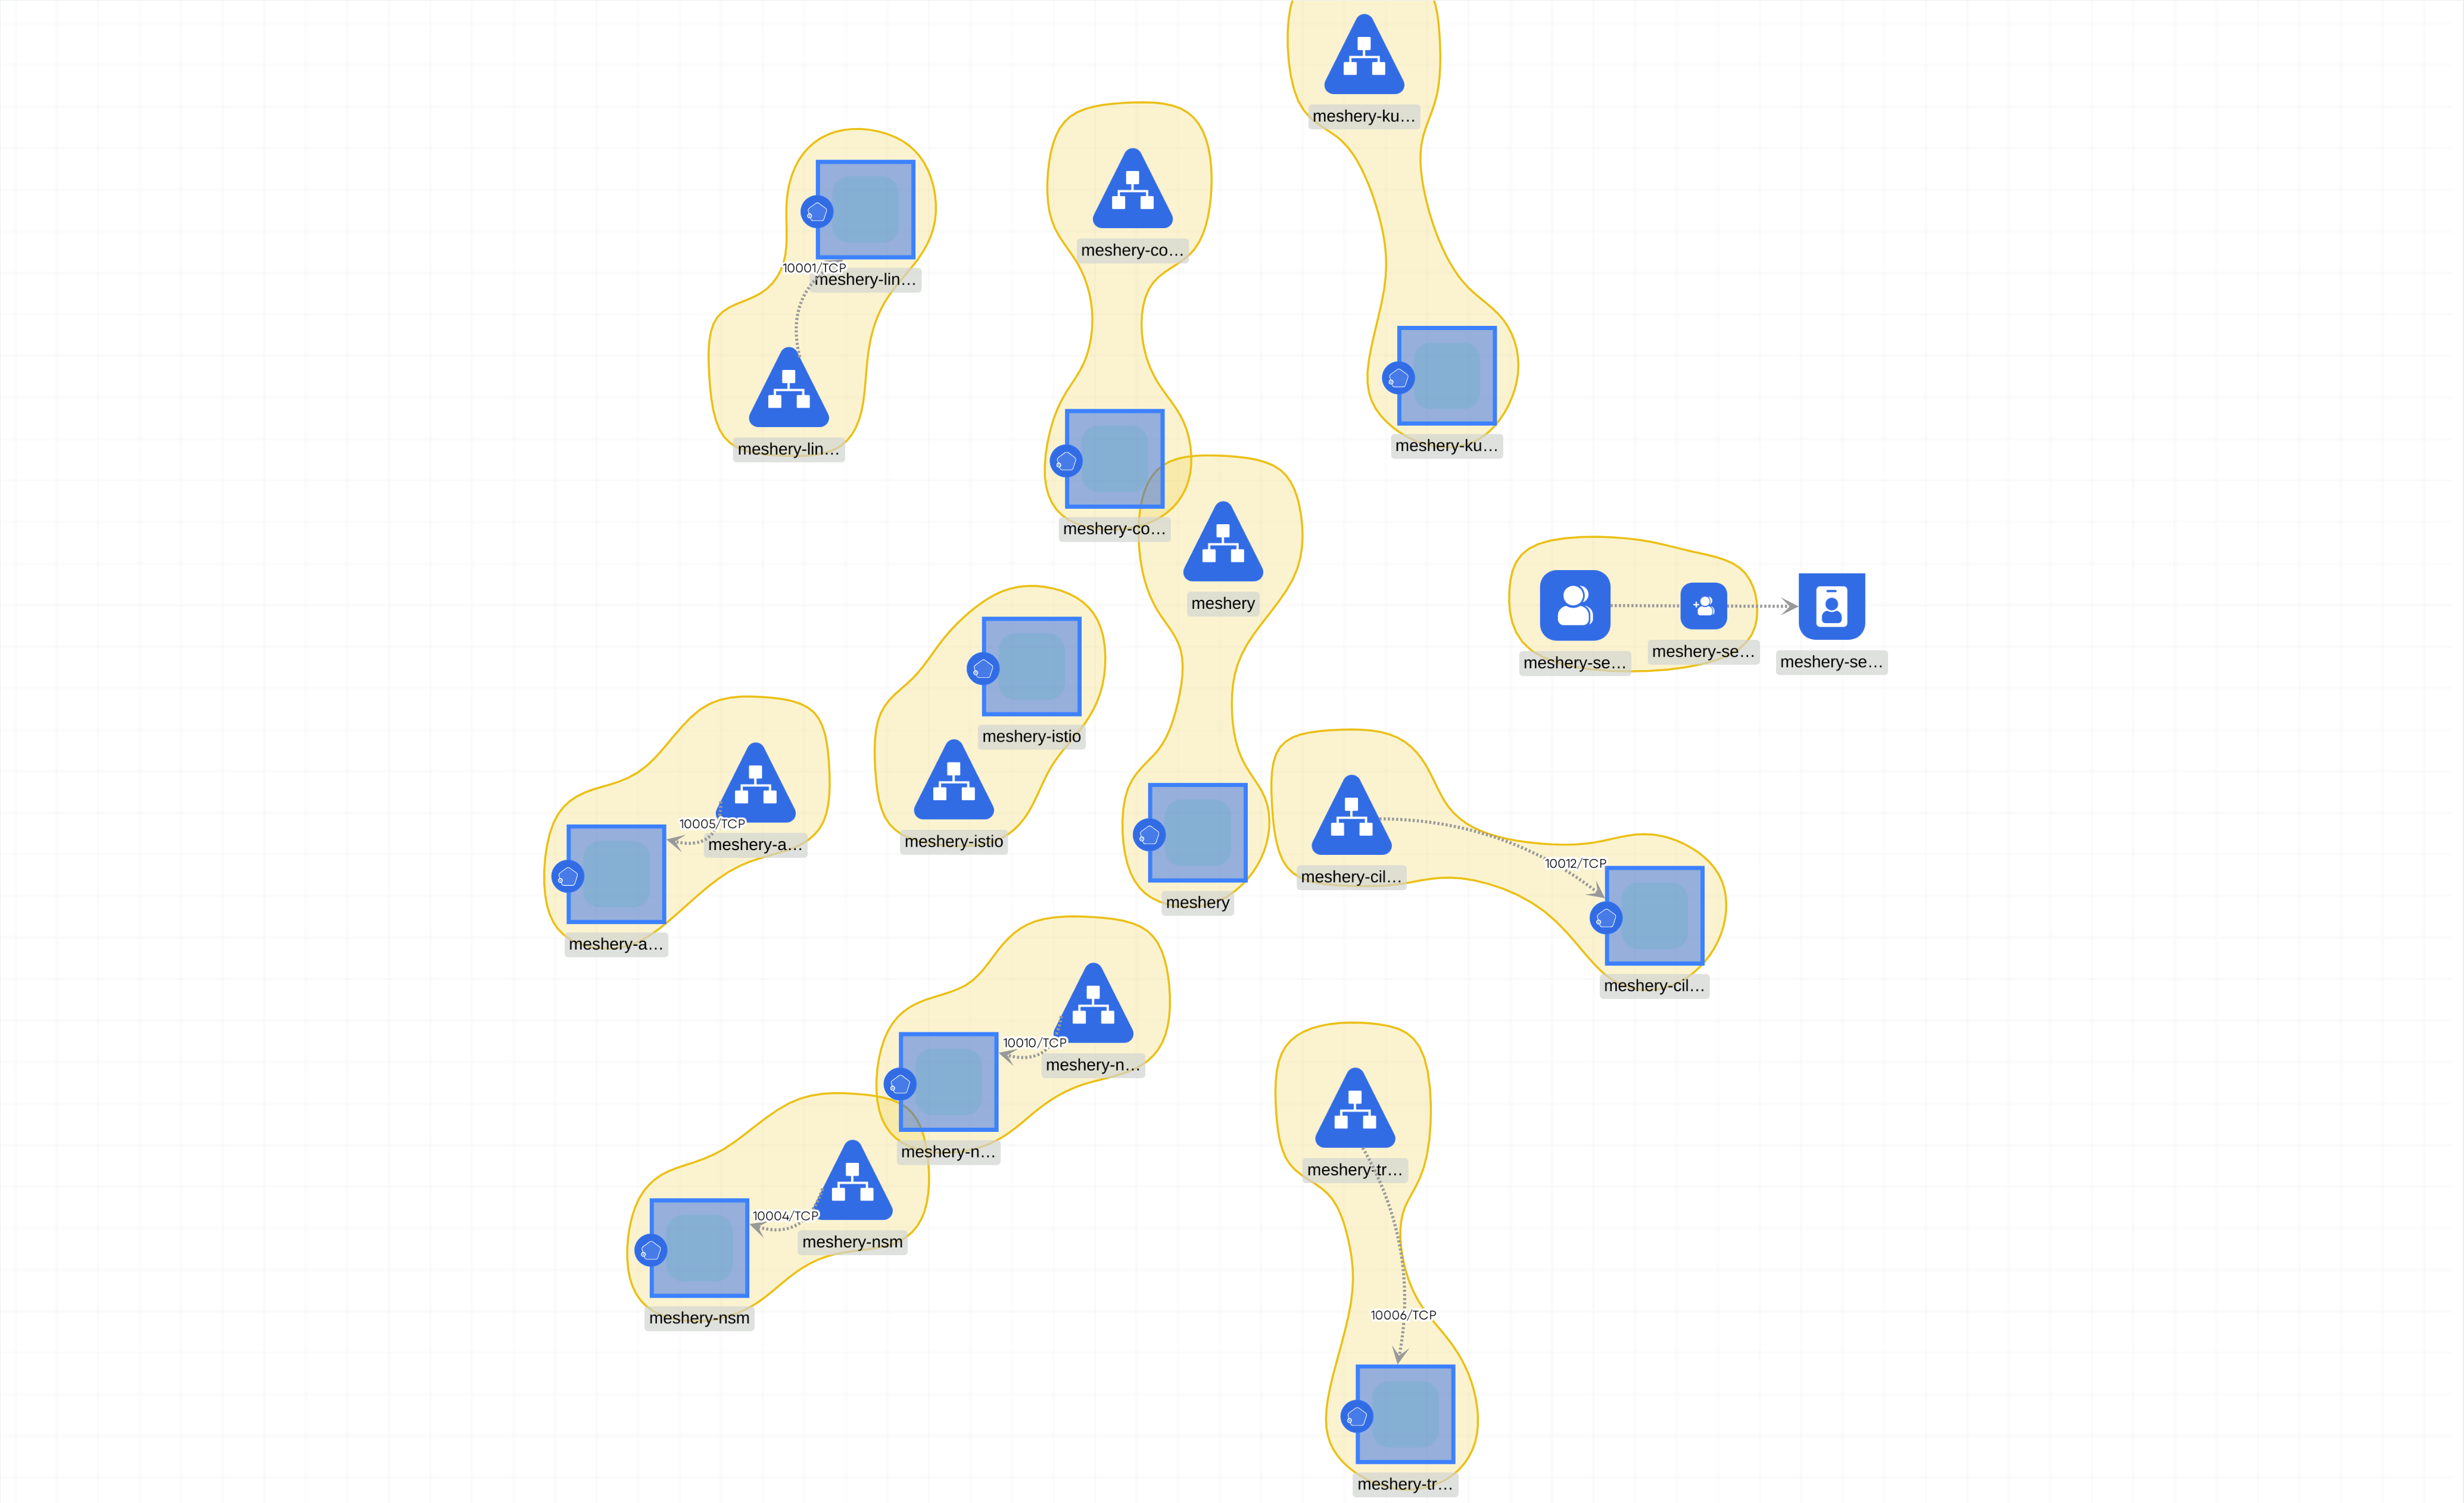 meshery-ku…
meshery-co…
10001/TCP
meshery-lin…
meshery-lin…
meshery-ku…
meshery-co…
meshery
meshery-se…
meshery-se…
meshery-se…
meshery-istio
meshery-istio
10005/TCP
meshery-a…
meshery-a…
meshery
meshery-cil…
10012/TCP
meshery-cil…
10010/TCP
meshery-n…
meshery-n…
10004/TCP
meshery-nsm
meshery-nsm
meshery-tr…
10006/TCP
meshery-tr…